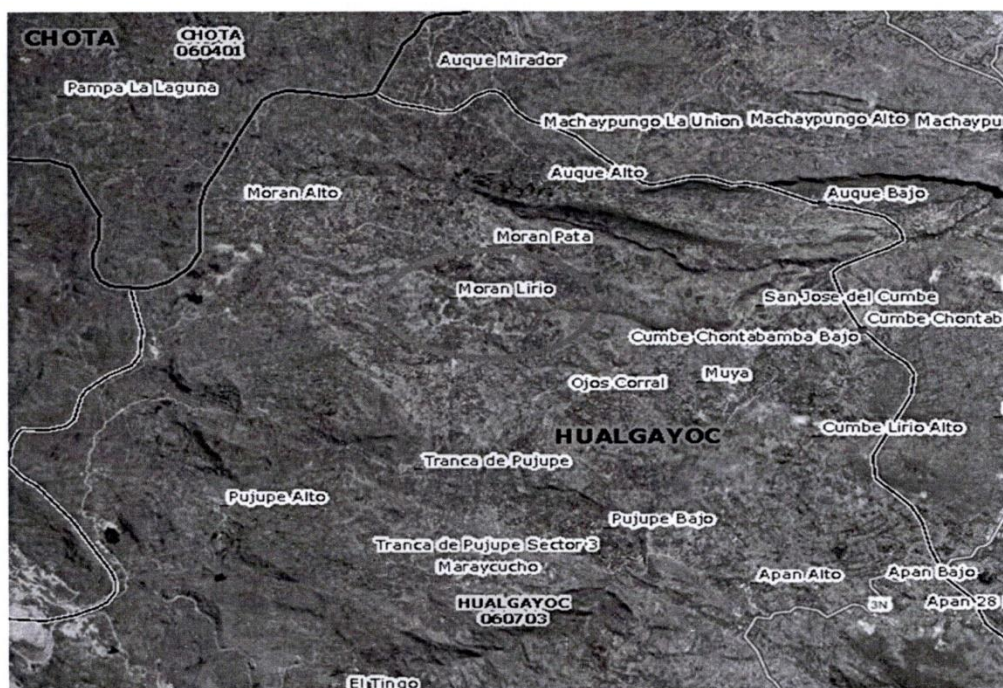 CHOTA
CHOTA
060401
Auque Mirador
Pampa La Laguna
Machaypungo La Union
Machaypungo Alto
Machaypu
Auque Alto
Moran Alto
Auque Bajo
Moran Pata
Moran Lirio
San Jose del Cumbe
Cumbe Chontab
Cumbe Chontabamba Bajo
Muya
Ojos Corral
Cumbe Lirio Alto
HUALGAYOC
Tranca de Pujupe
Pujupe Alto
Pujupe Bajo
Tranca de Pujupe Sector 3
Maraycucho
Apan Alto
Apan Bajo
HUALGAYOC
060703
3N
Apan 28
El Tingo